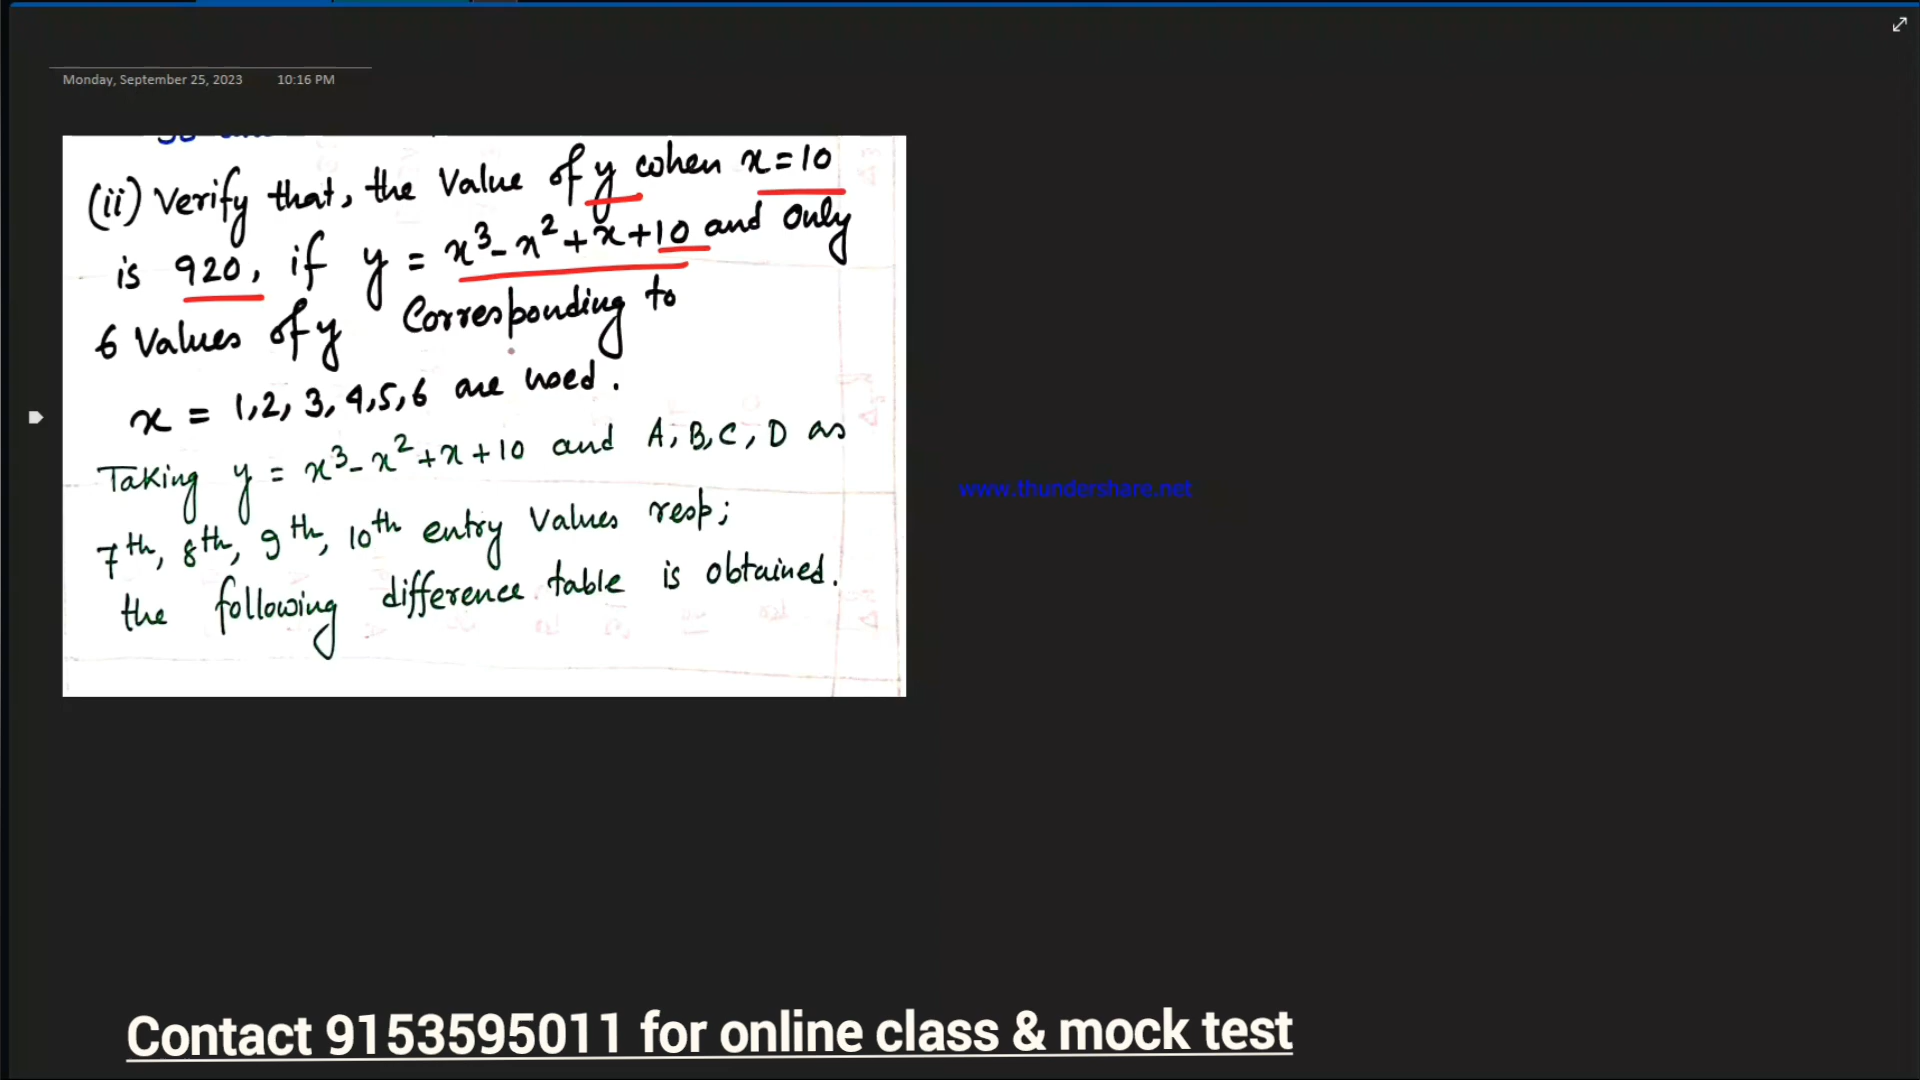 Monday, September 25, 2023 10:16 PM
(ii) Verify that, the Value of y when x=10
is 920, if y = x³-x²+x+10 and only
6 Values of y Corresponding to
x = 1,2,3,4,5,6 are used.
Taking y = x³-x²+x+10 and A,B,C,D as
7th, 8th, 9th, 10th entry Values resp;
the following difference table is obtained.
www.thundershare.net
Contact 9153595011 for online class & mock test